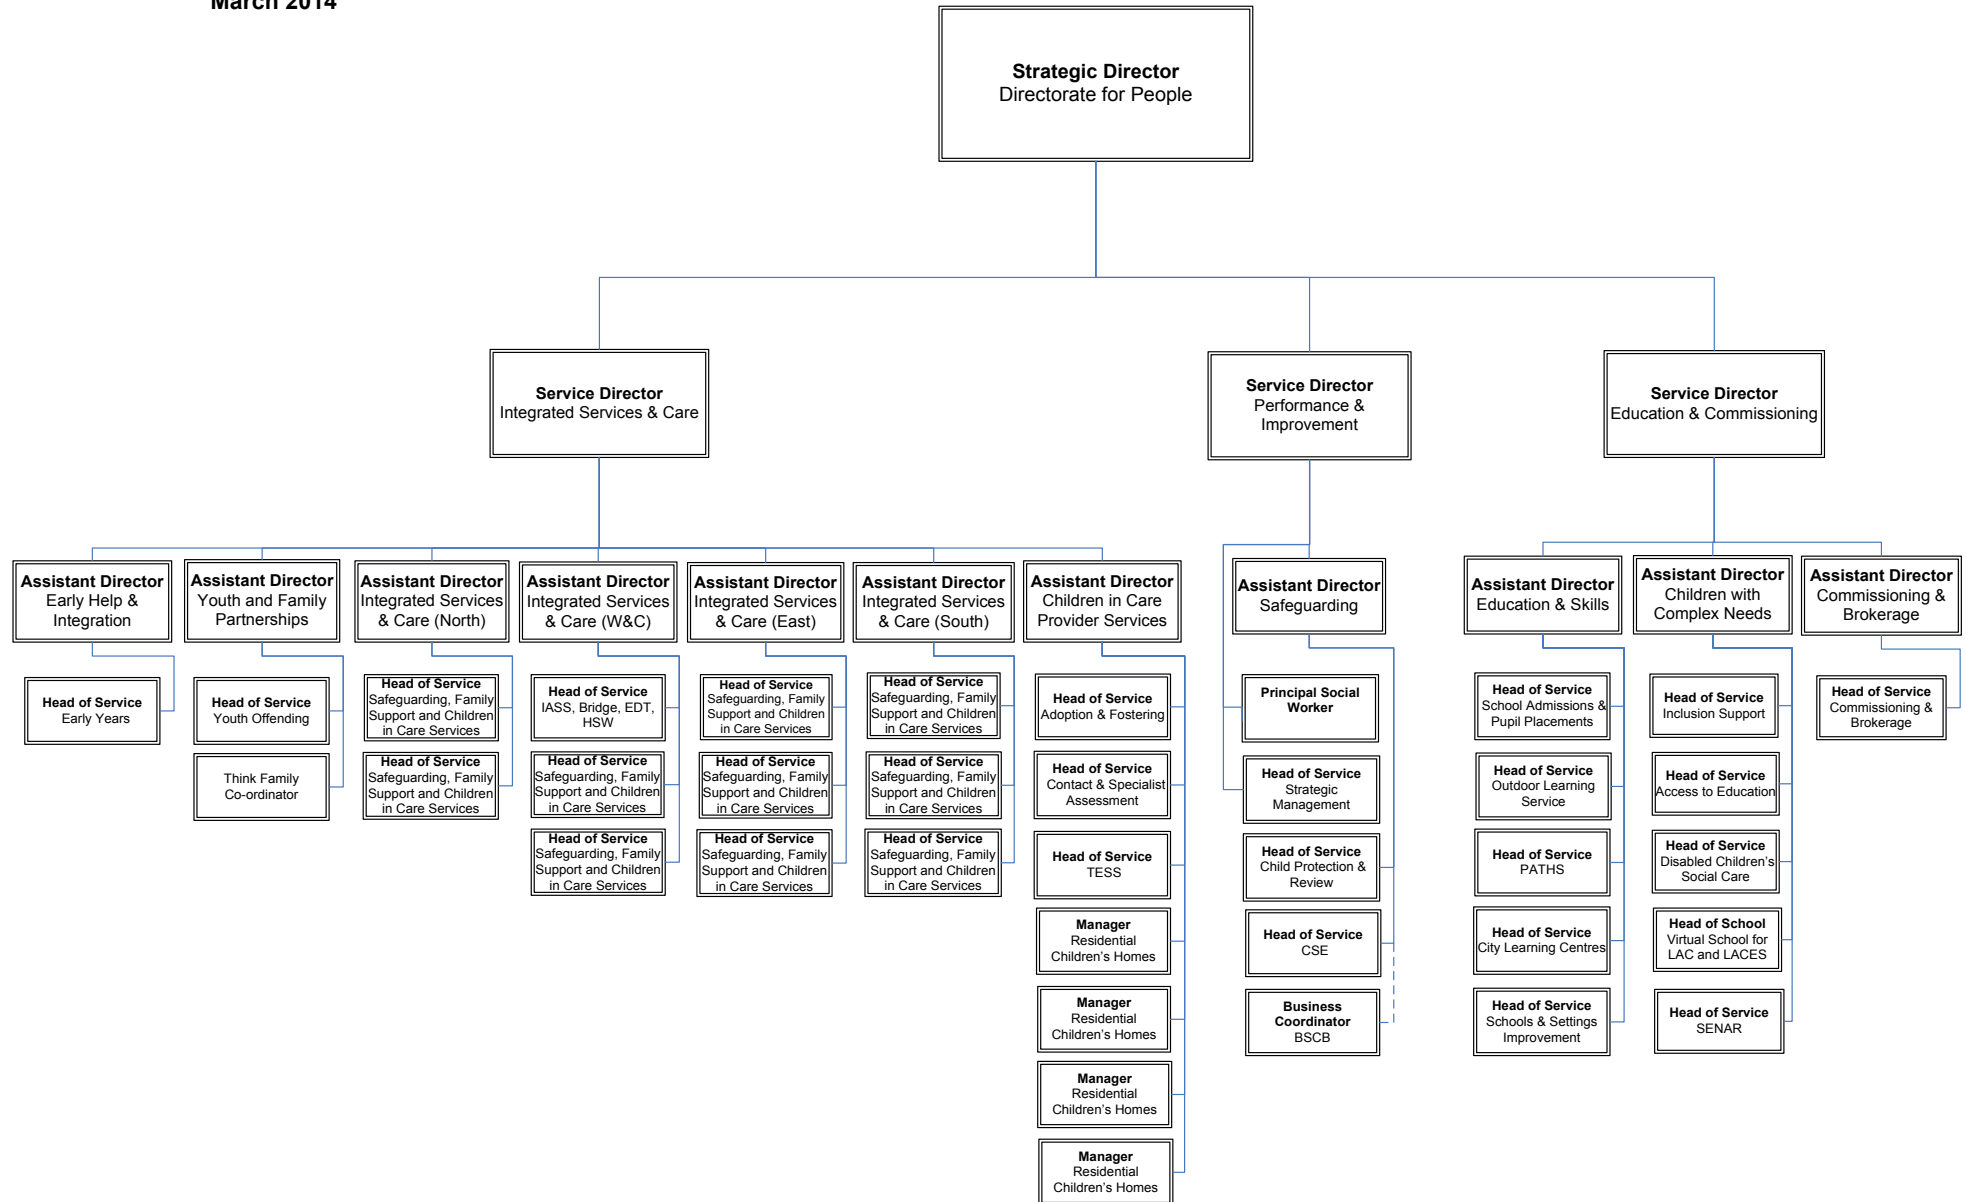 March 2014
Strategic Director
Directorate for People
Service Director
Integrated Services & Care
Service Director
Performance &
Improvement
Service Director
Education & Commissioning
Assistant Director
Early Help &
Integration
Head of Service
Early Years
Assistant Director
Youth and Family
Partnerships
Head of Service
Youth Offending
Think Family
Co-ordinator
Assistant Director
Integrated Services
& Care (North)
Head of Service
Safeguarding, Family
Support and Children
in Care Services
Head of Service
Safeguarding, Family
Support and Children
in Care Services
Assistant Director
Integrated Services
& Care (W&C)
Head of Service
IASS, Bridge, EDT,
HSW
Head of Service
Safeguarding, Family
Support and Children
in Care Services
Head of Service
Safeguarding, Family
Support and Children
in Care Services
Assistant Director
Integrated Services
& Care (East)
Head of Service
Safeguarding, Family
Support and Children
in Care Services
Head of Service
Safeguarding, Family
Support and Children
in Care Services
Head of Service
Safeguarding, Family
Support and Children
in Care Services
Assistant Director
Integrated Services
& Care (South)
Head of Service
Safeguarding, Family
Support and Children
in Care Services
Head of Service
Safeguarding, Family
Support and Children
in Care Services
Head of Service
Safeguarding, Family
Support and Children
in Care Services
Assistant Director
Children in Care
Provider Services
Head of Service
Adoption & Fostering
Head of Service
Contact & Specialist
Assessment
Head of Service
TESS
Manager
Residential
Children’s Homes
Manager
Residential
Children’s Homes
Manager
Residential
Children’s Homes
Manager
Residential
Children’s Homes
Assistant Director
Safeguarding
Principal Social
Worker
Head of Service
Strategic
Management
Head of Service
Child Protection &
Review
Head of Service
CSE
Business
Coordinator
BSCB
Assistant Director
Education & Skills
Head of Service
School Admissions &
Pupil Placements
Head of Service
Outdoor Learning
Service
Head of Service
PATHS
Head of Service
City Learning Centres
Head of Service
Schools & Settings
Improvement
Assistant Director
Children with
Complex Needs
Head of Service
Inclusion Support
Head of Service
Access to Education
Head of Service
Disabled Children’s
Social Care
Head of School
Virtual School for
LAC and LACES
Head of Service
SENAR
Assistant Director
Commissioning &
Brokerage
Head of Service
Commissioning &
Brokerage